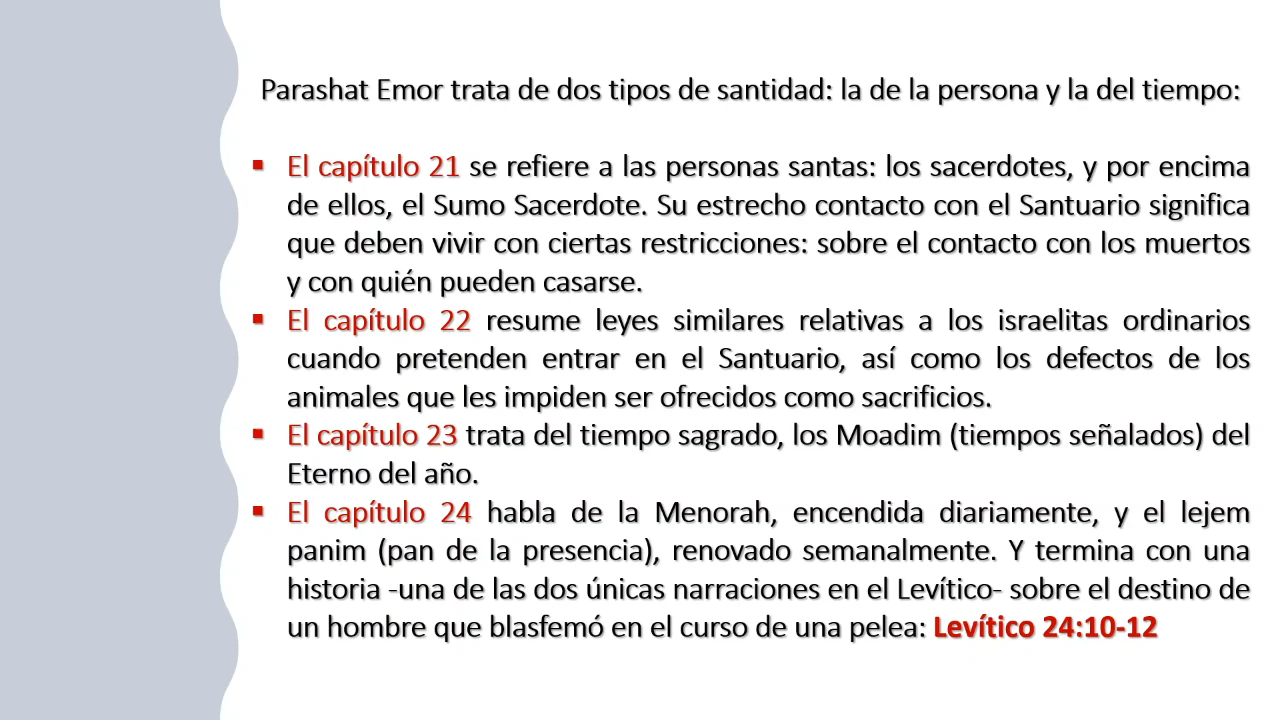 Parashat Emor trata de dos tipos de santidad: la de la persona y la del tiempo:
▪ El capítulo 21 se refiere a las personas santas: los sacerdotes, y por encima
de ellos, el Sumo Sacerdote. Su estrecho contacto con el Santuario significa
que deben vivir con ciertas restricciones: sobre el contacto con los muertos
y con quién pueden casarse.
▪ El capítulo 22 resume leyes similares relativas a los israelitas ordinarios
cuando pretenden entrar en el Santuario, así como los defectos de los
animales que les impiden ser ofrecidos como sacrificios.
▪ El capítulo 23 trata del tiempo sagrado, los Moadim (tiempos señalados) del
Eterno del año.
▪ El capítulo 24 habla de la Menorah, encendida diariamente, y el lejem
panim (pan de la presencia), renovado semanalmente. Y termina con una
historia -una de las dos únicas narraciones en el Levítico- sobre el destino de
un hombre que blasfemó en el curso de una pelea: Levítico 24:10-12